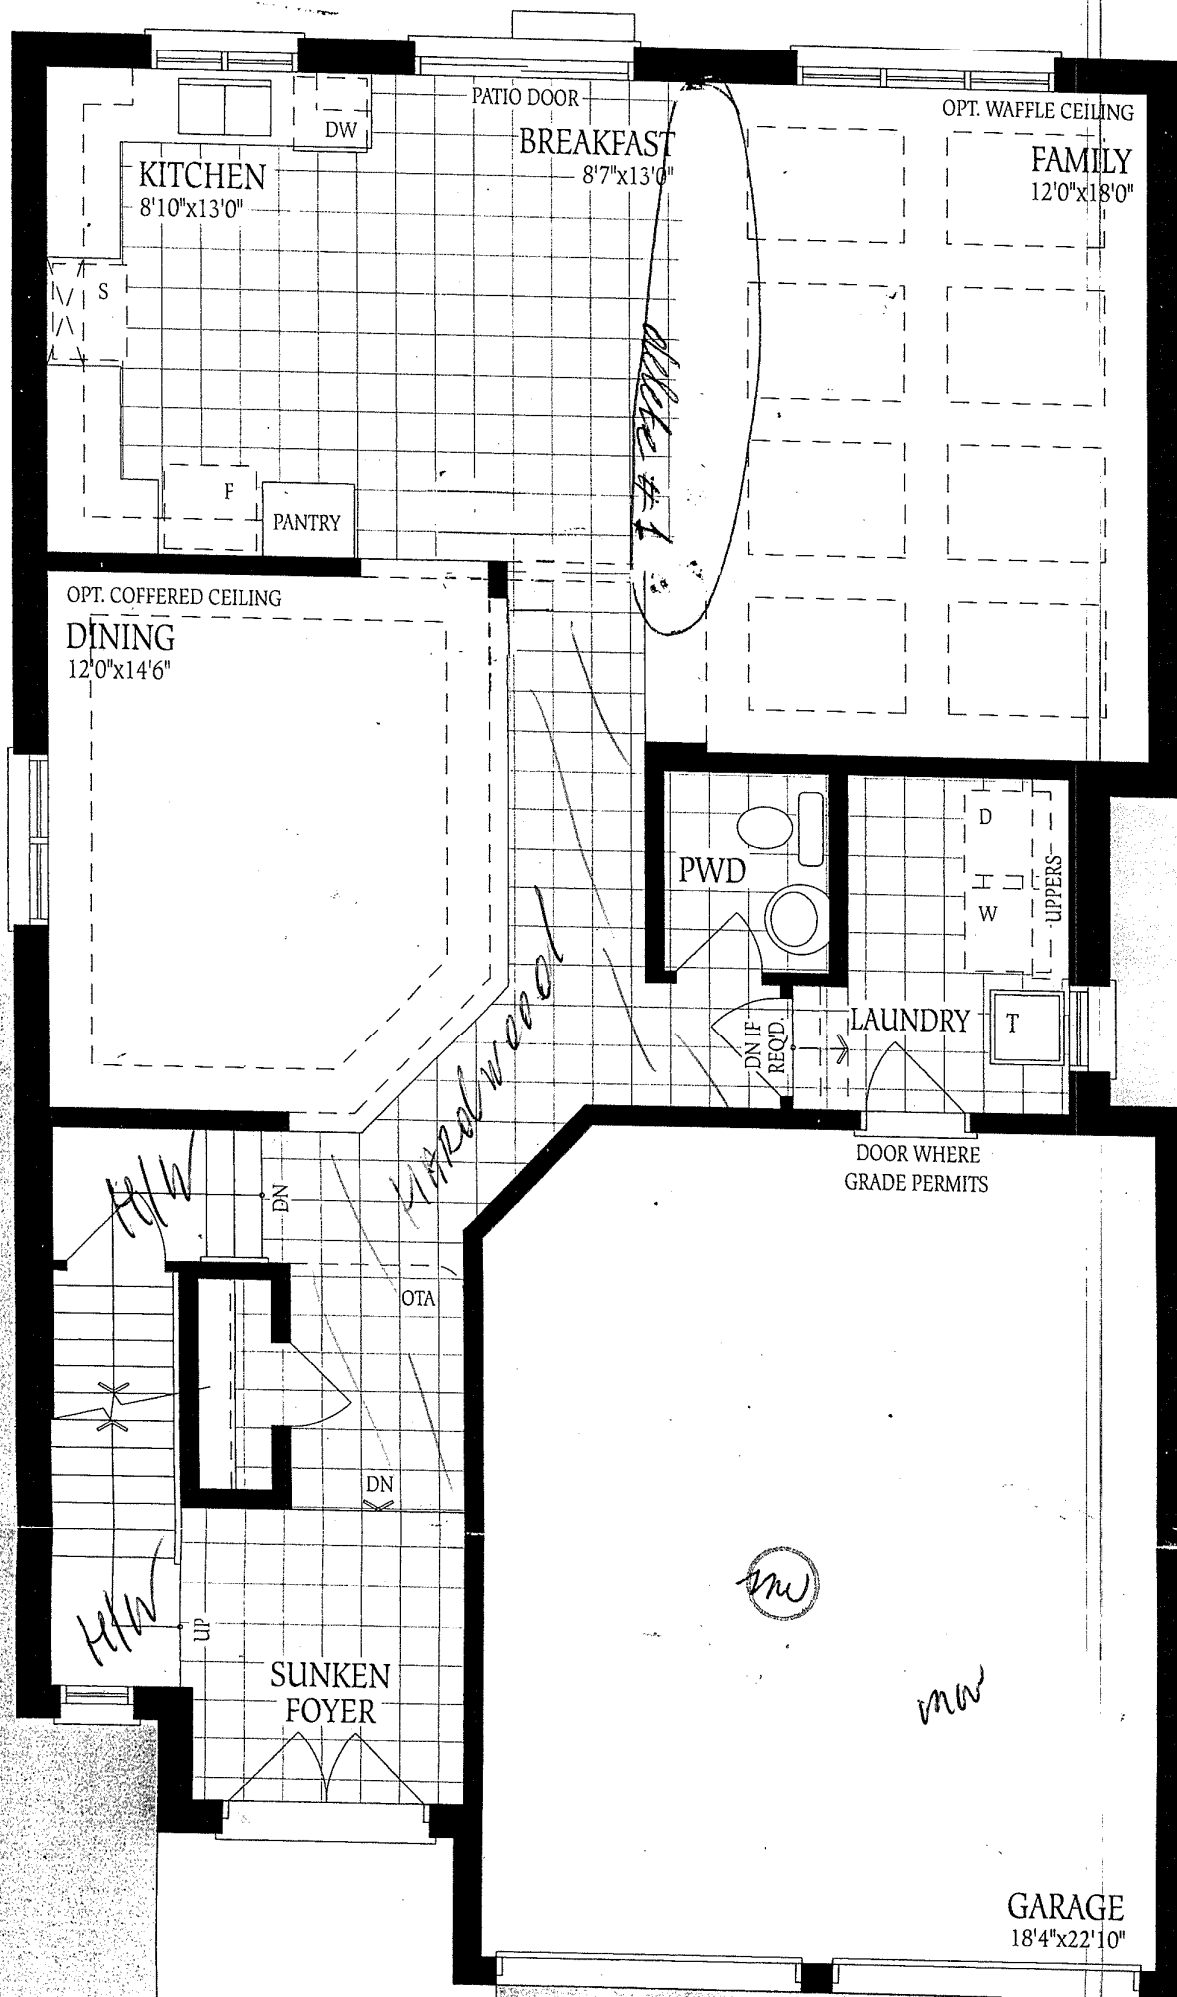 PATIO DOOR
OPT. WAFFLE CEILING
DW
BREAKFAST
8'7"x13'0"
FAMILY
12'0"x18'0"
KITCHEN
8'10"x13'0"
S
delete #1
F
PANTRY
OPT. COFFERED CEILING
DINING
12'0"x14'6"
D
W
UPPERS
PWD
HARDWOOD
LAUNDRY
T
DN IF
REQ'D.
DOOR WHERE
GRADE PERMITS
H/W
DN
OTA
DN
H/W
UP
SUNKEN
FOYER
GARAGE
18'4"x22'10"